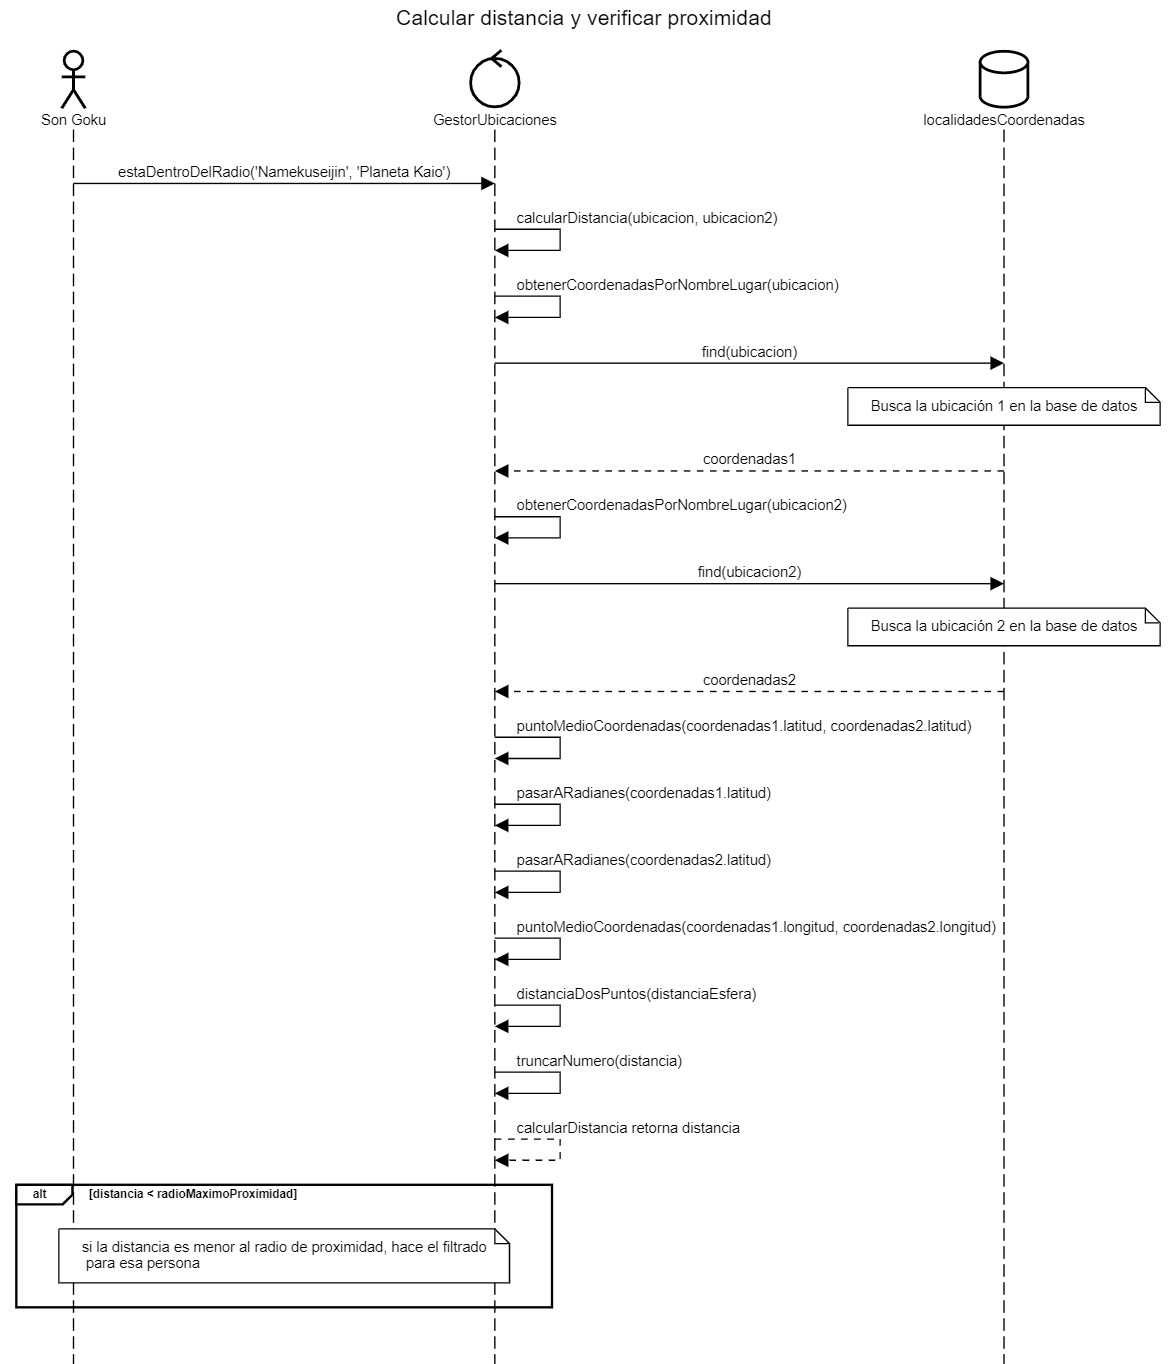 Calcular distancia y verificar proximidad
Son Goku
GestorUbicaciones
localidadesCoordenadas
estaDentroDelRadio('Namekuseijin', 'Planeta Kaio')
calcularDistancia(ubicacion, ubicacion2)
obtenerCoordenadasPorNombreLugar(ubicacion)
find(ubicacion)
Busca la ubicación 1 en la base de datos
coordenadas1
obtenerCoordenadasPorNombreLugar(ubicacion2)
find(ubicacion2)
Busca la ubicación 2 en la base de datos
coordenadas2
puntoMedioCoordenadas(coordenadas1.latitud, coordenadas2.latitud)
pasarARadianes(coordenadas1.latitud)
pasarARadianes(coordenadas2.latitud)
puntoMedioCoordenadas(coordenadas1.longitud, coordenadas2.longitud)
distanciaDosPuntos(distanciaEsfera)
truncarNumero(distancia)
calcularDistancia retorna distancia
alt
[distancia < radioMaximoProximidad]
si la distancia es menor al radio de proximidad, hace el filtrado
para esa persona